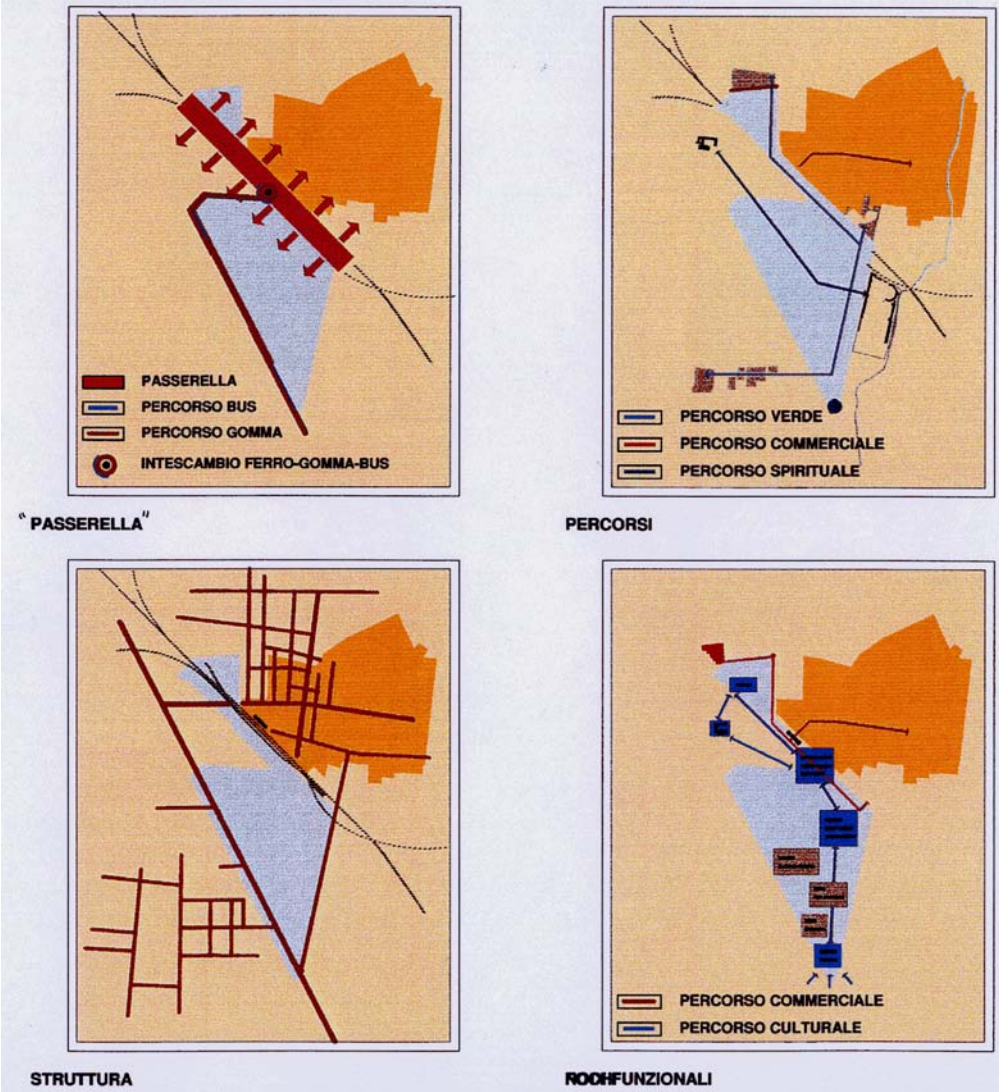 PASSERELLA
PERCORSO BUS
PERCORSO GOMMA
INTESCAMBIO FERRO-GOMMA-BUS
"PASSERELLA"
PERCORSO VERDE
PERCORSO COMMERCIALE
PERCORSO SPIRITUALE
PERCORSI
STRUTTURA
PERCORSO COMMERCIALE
PERCORSO CULTURALE
FUNZIONALI